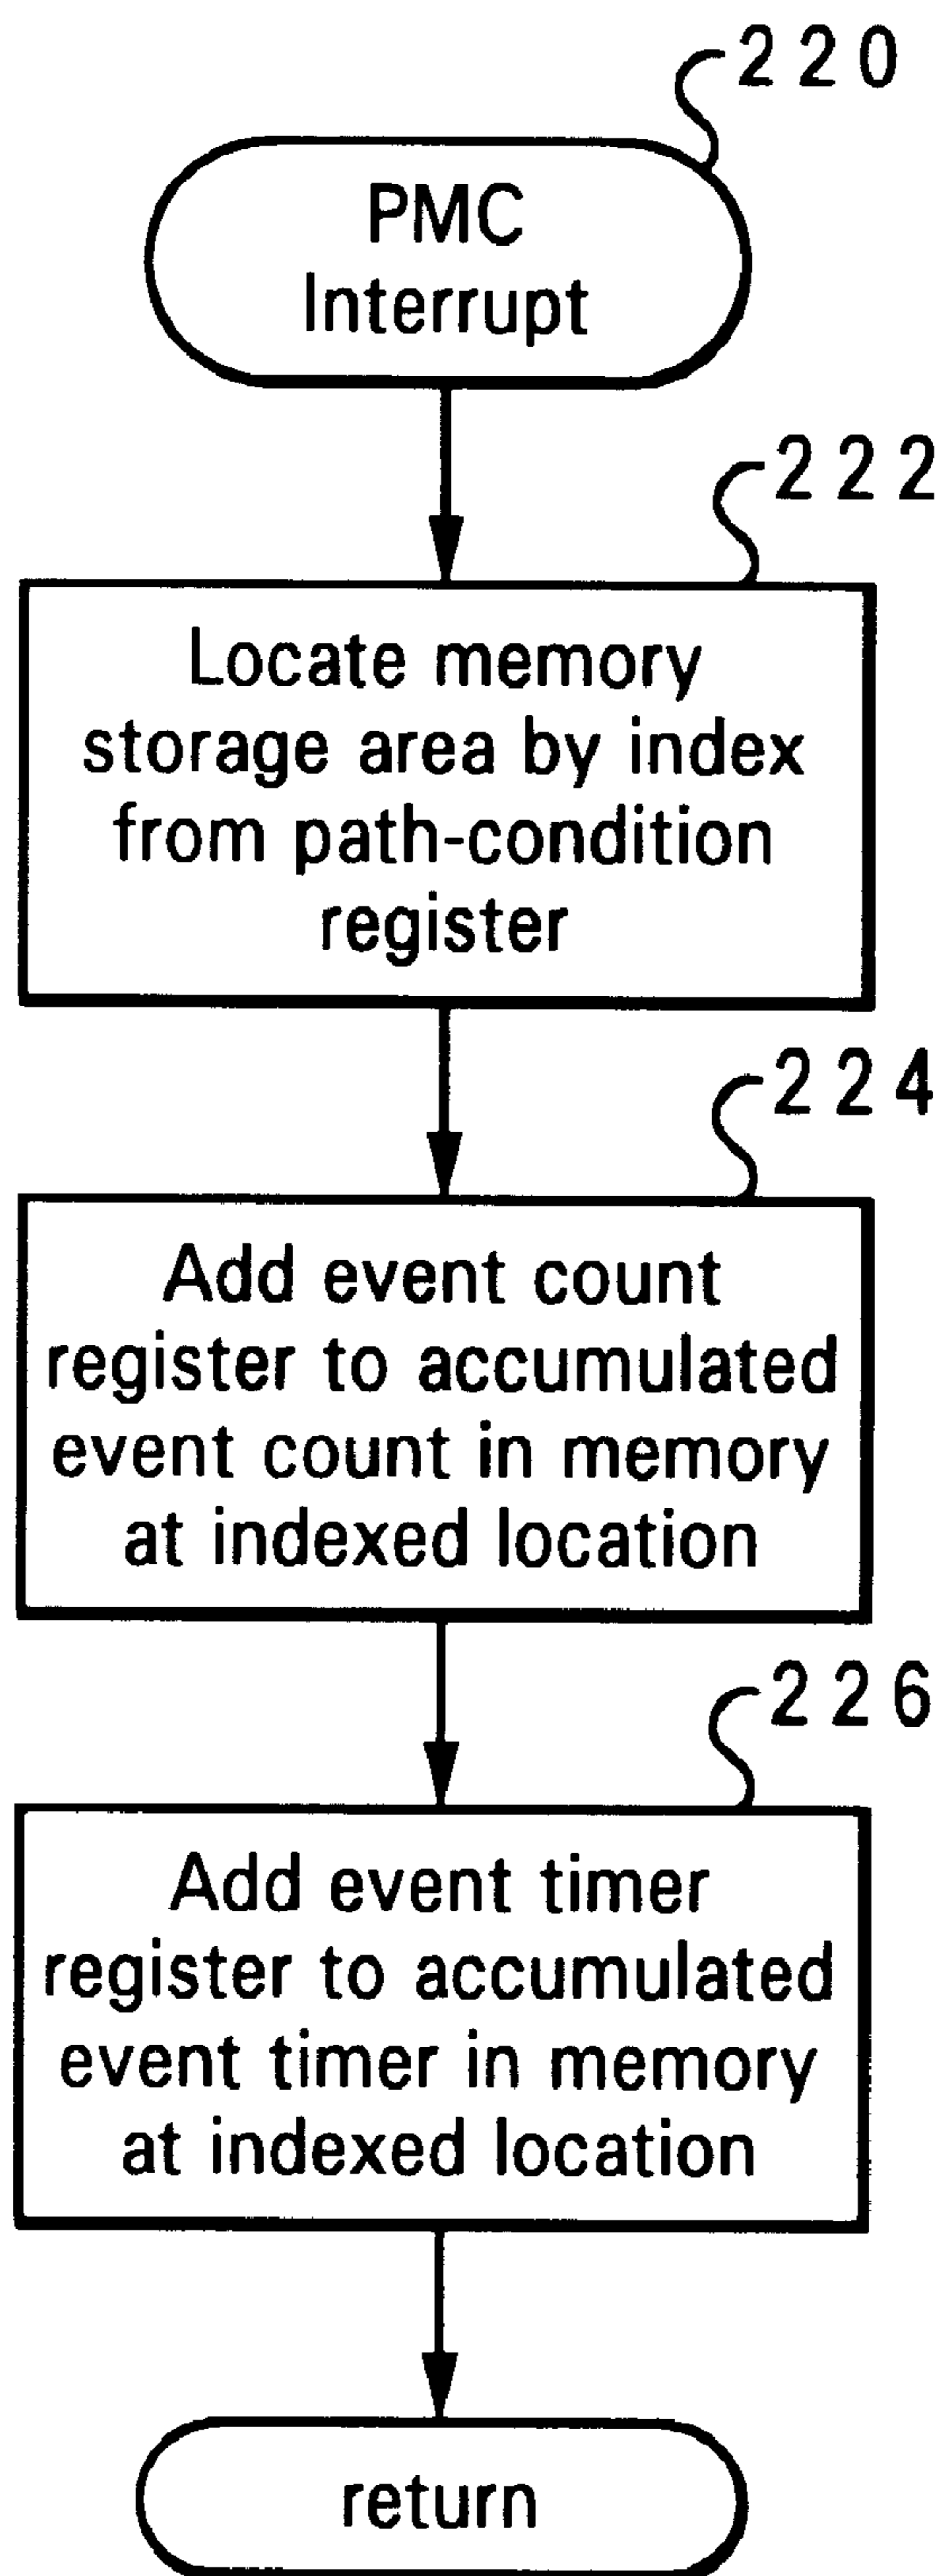 220
PMC
Interrupt
222
Locate memory
storage area by index
from path-condition
register
224
Add event count
register to accumulated
event count in memory
at indexed location
226
Add event timer
register to accumulated
event timer in memory
at indexed location
return